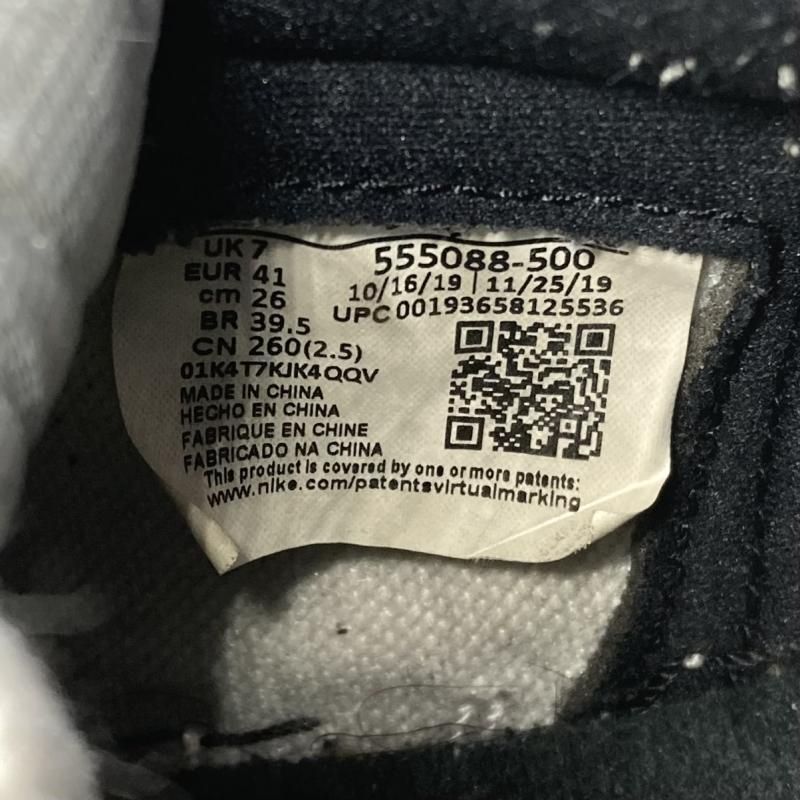 UK 7
EUR 41
cm 26
BR 39.5
CN 260(2.5)
555088-500
10/16/19 | 11/25/19
UPC 00193658125536
01K4T7KJK4QQV
MADE IN CHINA
HECHO EN CHINA
FABRIQUE EN CHINE
FABRICADO NA CHINA
This product is covered by one or more patents:
www.nike.com/patentsvirtualmarking